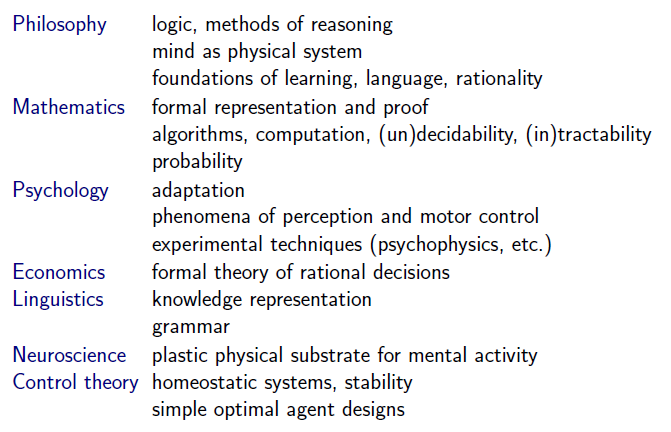 Philosophy logic, methods of reasoning
mind as physical system
foundations of learning, language, rationality
Mathematics formal representation and proof
algorithms, computation, (un)decidability, (in)tractability
probability
Psychology adaptation
phenomena of perception and motor control
experimental techniques (psychophysics, etc.)
Economics formal theory of rational decisions
Linguistics knowledge representation
grammar
Neuroscience plastic physical substrate for mental activity
Control theory homeostatic systems, stability
simple optimal agent designs